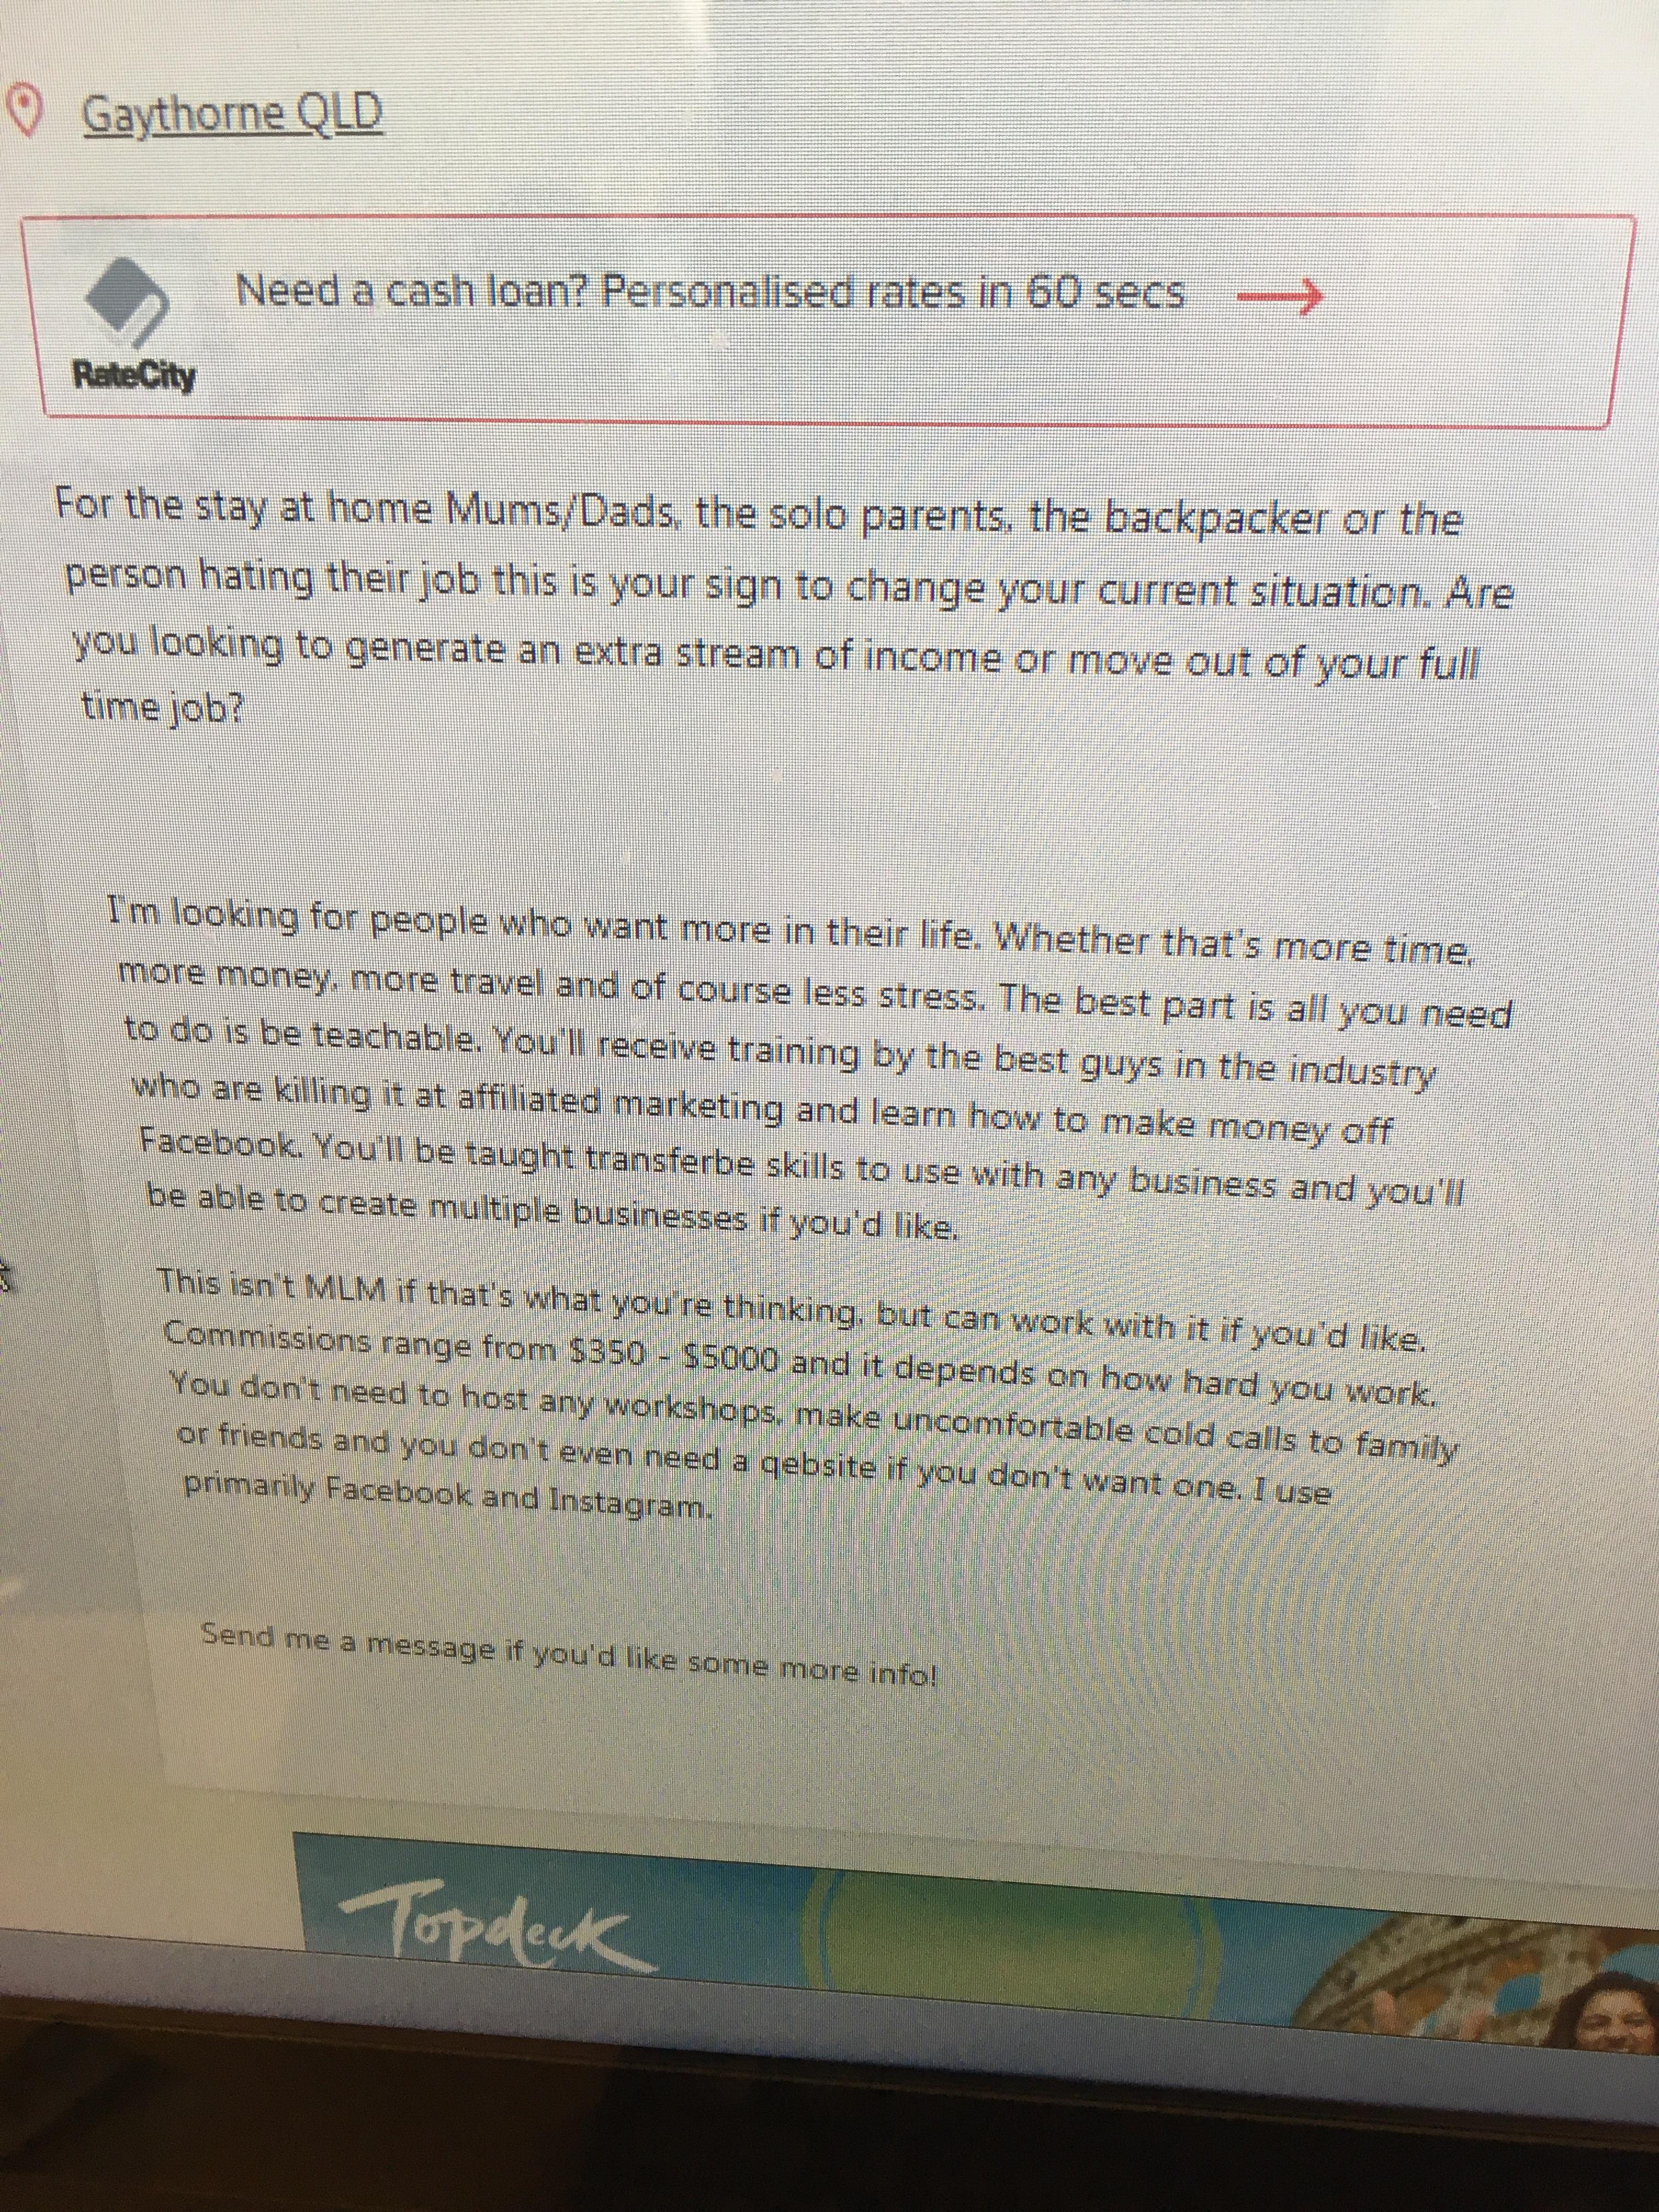 Gaythorne QLD
Need a cash loan? Personalised rates in 60 secs
RateCity
For the stay at home Mums/Dads, the solo parents, the backpacker or the
person hating their job this is your sign to change your current situation. Are
you looking to generate an extra stream of income or move out of your full
time job?
I'm looking for people who want more in their life. Whether that's more time,
more money, more travel and of course less stress. The best part is all you need
to do is be teachable. You'll receive training by the best guys in the industry
who are killing it at affiliated marketing and learn how to make money off
Facebook. You'll be taught transferbe skills to use with any business and you'll
be able to create multiple businesses if you'd like.
This isn't MLM if that's what you're thinking, but can work with it if you'd like.
Commissions range from $350 - $5000 and it depends on how hard you work.
You don't need to host any workshops, make uncomfortable cold calls to family
or friends and you don't even need a qebsite if you don't want one. I use
primarily Facebook and Instagram.
Send me a message if you'd like some more info!
Topdeck